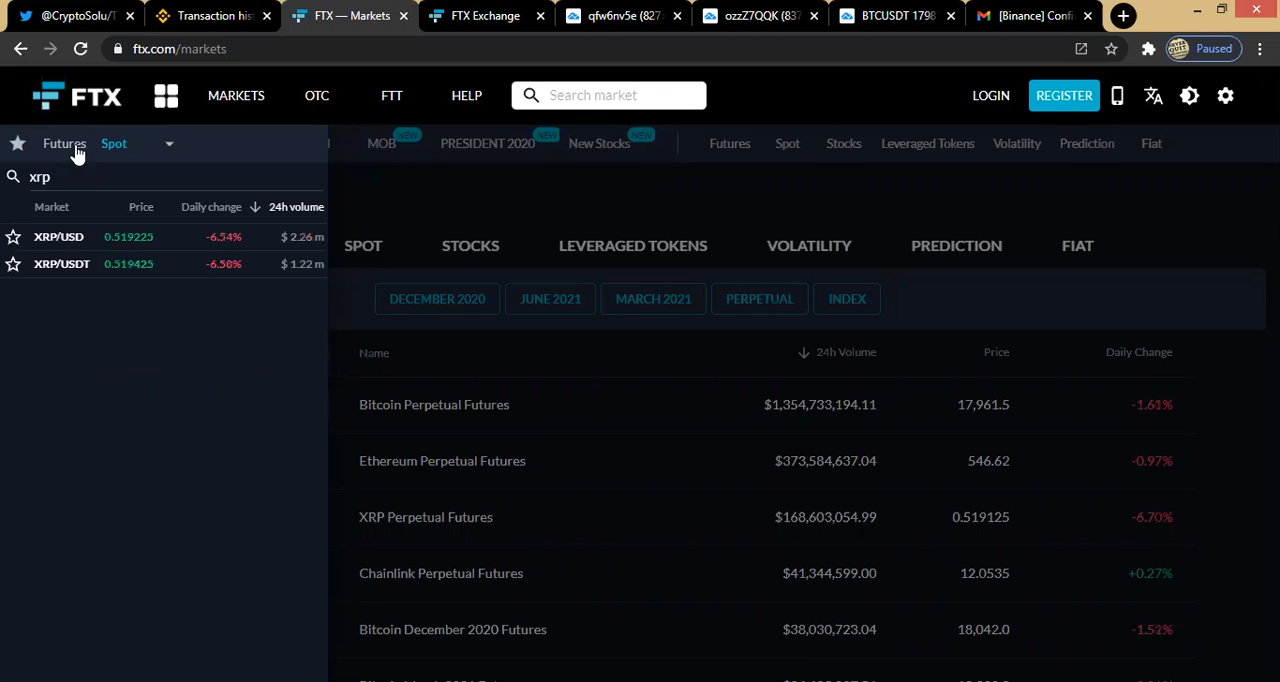 @CryptoSolu/T
Transaction hist
FTX — Markets
FTX Exchange
qfw6nv5e (827×
ozzZ7QQK (837
BTCUSDT 1798
[Binance] Confi
ftx.com/markets
Paused
FTX
MARKETS
OTC
FTT
HELP
Search market
LOGIN
REGISTER
Futures
Spot
MOB
NEW
PRESIDENT 2020
NEW
New Stocks
NEW
Futures
Spot
Stocks
Leveraged Tokens
Volatility
Prediction
Fiat
xrp
Market Price Daily change 24h volume
XRP/USD 0.519225 -6.54% $ 2.26 m
XRP/USDT 0.519425 -6.50% $ 1.22 m
SPOT STOCKS LEVERAGED TOKENS VOLATILITY PREDICTION FIAT
DECEMBER 2020 JUNE 2021 MARCH 2021 PERPETUAL INDEX
Name 24h Volume Price Daily Change
Bitcoin Perpetual Futures $1,354,733,194.11 17,961.5 -1.61%
Ethereum Perpetual Futures $373,584,637.04 546.62 -0.97%
XRP Perpetual Futures $168,603,054.99 0.519125 -6.70%
Chainlink Perpetual Futures $41,344,599.00 12.0535 +0.27%
Bitcoin December 2020 Futures $38,030,723.04 18,042.0